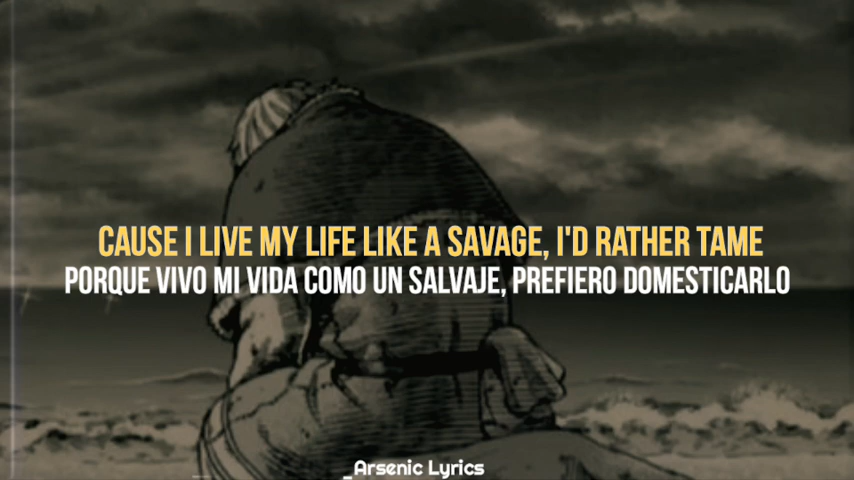 CAUSE I LIVE MY LIFE LIKE A SAVAGE, I'D RATHER TAME
PORQUE VIVO MI VIDA COMO UN SALVAJE, PREFIERO DOMESTICARLO
_Arsenic Lyrics